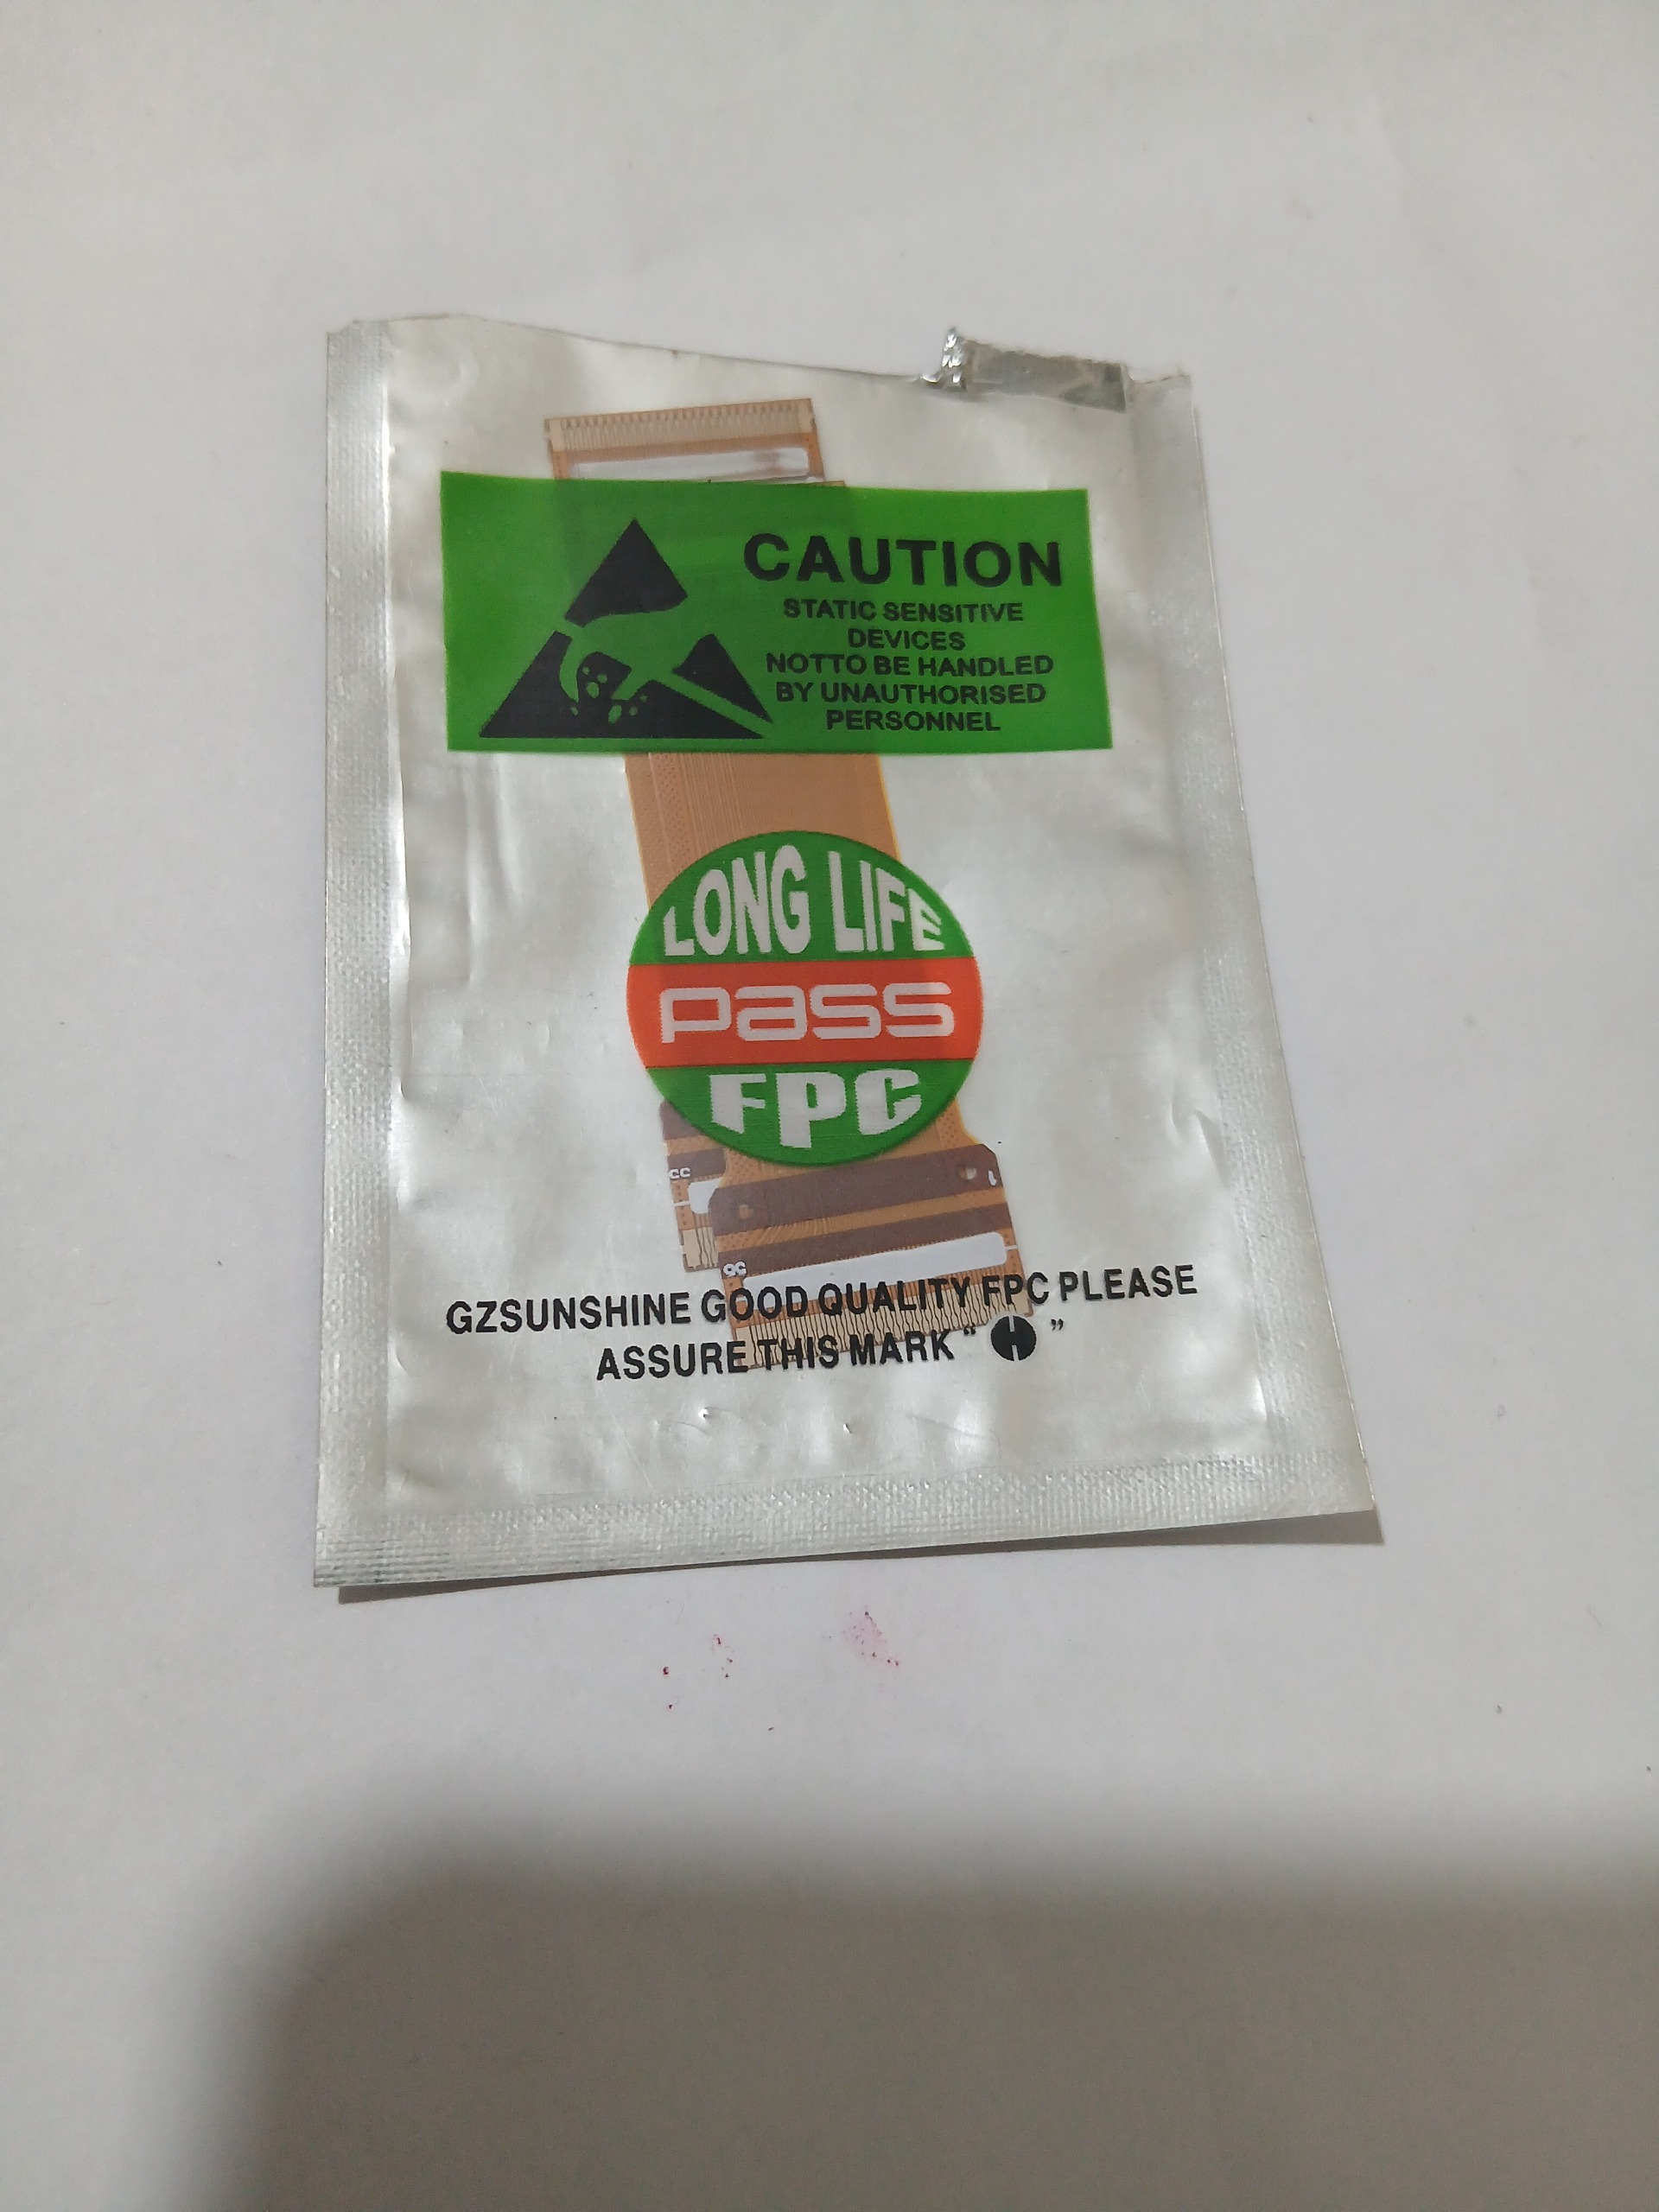 CAUTION
STATIC SENSITIVE
DEVICES
NOTTO BE HANDLED
BY UNAUTHORISED
PERSONNEL
LONG LIFE
pass
FPC
GZSUNSHINE GOOD QUALITY FPC PLEASE
ASSURE THIS MARK " H "